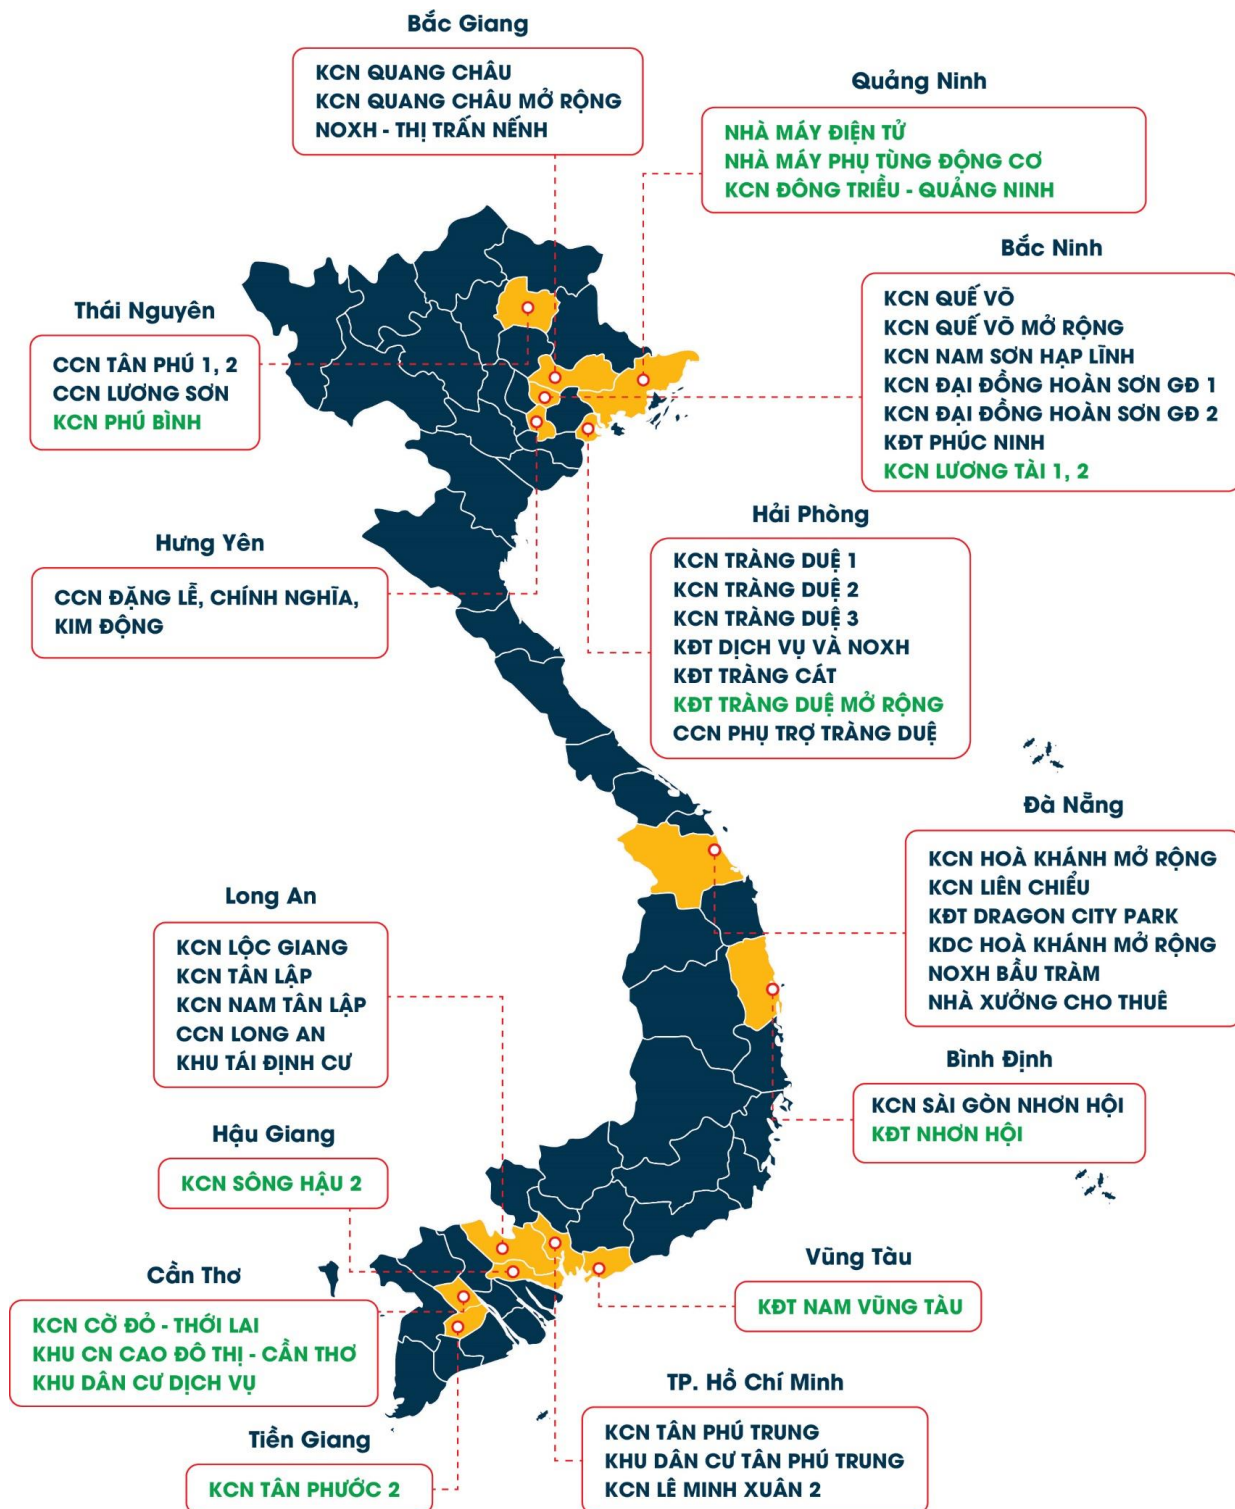 Bắc Giang
KCN QUANG CHÂU
KCN QUANG CHÂU MỞ RỘNG
NOXH - THỊ TRẤN NẾNH
Quảng Ninh
NHÀ MÁY ĐIỆN TỬ
NHÀ MÁY PHỤ TÙNG ĐỘNG CƠ
KCN ĐÔNG TRIỀU - QUẢNG NINH
Bắc Ninh
KCN QUẾ VÕ
KCN QUẾ VÕ MỞ RỘNG
KCN NAM SƠN HẠP LĨNH
KCN ĐẠI ĐỒNG HOÀN SƠN GĐ 1
KCN ĐẠI ĐỒNG HOÀN SƠN GĐ 2
KĐT PHÚC NINH
KCN LƯƠNG TÀI 1, 2
Thái Nguyên
CCN TÂN PHÚ 1, 2
CCN LƯƠNG SƠN
KCN PHÚ BÌNH
Hưng Yên
CCN ĐẶNG LỄ, CHÍNH NGHĨA,
KIM ĐỘNG
Hải Phòng
KCN TRÀNG DUỆ 1
KCN TRÀNG DUỆ 2
KCN TRÀNG DUỆ 3
KĐT DỊCH VỤ VÀ NOXH
KĐT TRÀNG CÁT
KĐT TRÀNG DUỆ MỞ RỘNG
CCN PHỤ TRỢ TRÀNG DUỆ
Đà Nẵng
KCN HOÀ KHÁNH MỞ RỘNG
KCN LIÊN CHIỂU
KĐT DRAGON CITY PARK
KDC HOÀ KHÁNH MỞ RỘNG
NOXH BẦU TRÀM
NHÀ XƯỞNG CHO THUÊ
Long An
KCN LỘC GIANG
KCN TÂN LẬP
KCN NAM TÂN LẬP
CCN LONG AN
KHU TÁI ĐỊNH CƯ
Bình Định
KCN SÀI GÒN NHƠN HỘI
KĐT NHƠN HỘI
Hậu Giang
KCN SÔNG HẬU 2
Cần Thơ
KCN CỜ ĐỎ - THỚI LAI
KHU CN CAO ĐÔ THỊ - CẦN THƠ
KHU DÂN CƯ DỊCH VỤ
Vũng Tàu
KĐT NAM VŨNG TÀU
TP. Hồ Chí Minh
KCN TÂN PHÚ TRUNG
KHU DÂN CƯ TÂN PHÚ TRUNG
KCN LÊ MINH XUÂN 2
Tiền Giang
KCN TÂN PHƯỚC 2